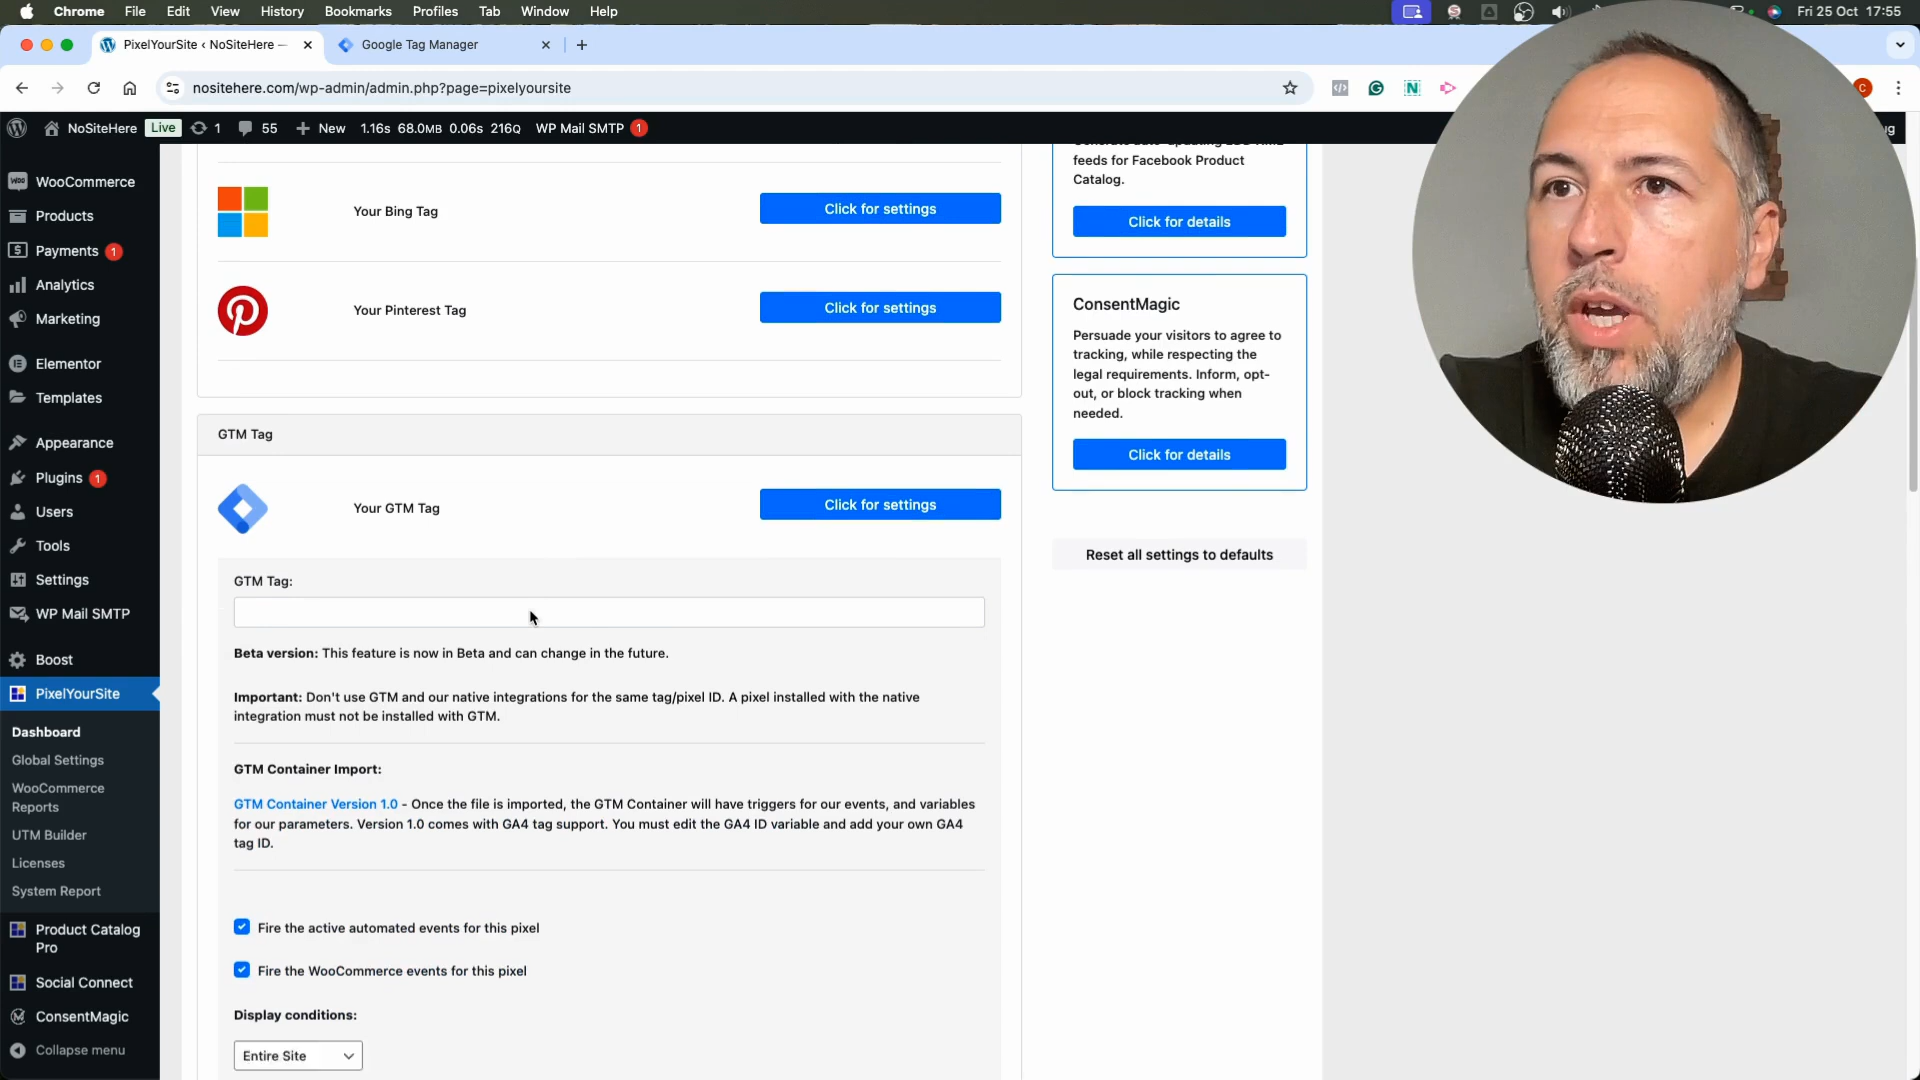 Chrome File Edit View History Bookmarks Profiles Tab Window Help
Fri 25 Oct 17:55
PixelYourSite ‹ NoSiteHere —
Google Tag Manager
nositehere.com/wp-admin/admin.php?page=pixelyoursite
NoSiteHere Live 1 55 New 1.16s 68.0MB 0.06s 216Q WP Mail SMTP 1
WooCommerce
Products
Payments 1
Analytics
Marketing
Elementor
Templates
Appearance
Plugins 1
Users
Tools
Settings
WP Mail SMTP
Boost
PixelYourSite
Dashboard
Global Settings
WooCommerce
Reports
UTM Builder
Licenses
System Report
Product Catalog
Pro
Social Connect
ConsentMagic
Collapse menu
Your Bing Tag
Click for settings
Your Pinterest Tag
Click for settings
GTM Tag
Your GTM Tag
Click for settings
GTM Tag:
Beta version: This feature is now in Beta and can change in the future.
Important: Don't use GTM and our native integrations for the same tag/pixel ID. A pixel installed with the native
integration must not be installed with GTM.
GTM Container Import:
GTM Container Version 1.0 - Once the file is imported, the GTM Container will have triggers for our events, and variables
for our parameters. Version 1.0 comes with GA4 tag support. You must edit the GA4 ID variable and add your own GA4
tag ID.
Fire the active automated events for this pixel
Fire the WooCommerce events for this pixel
Display conditions:
Entire Site
feeds for Facebook Product
Catalog.
Click for details
ConsentMagic
Persuade your visitors to agree to
tracking, while respecting the
legal requirements. Inform, opt-
out, or block tracking when
needed.
Click for details
Reset all settings to defaults